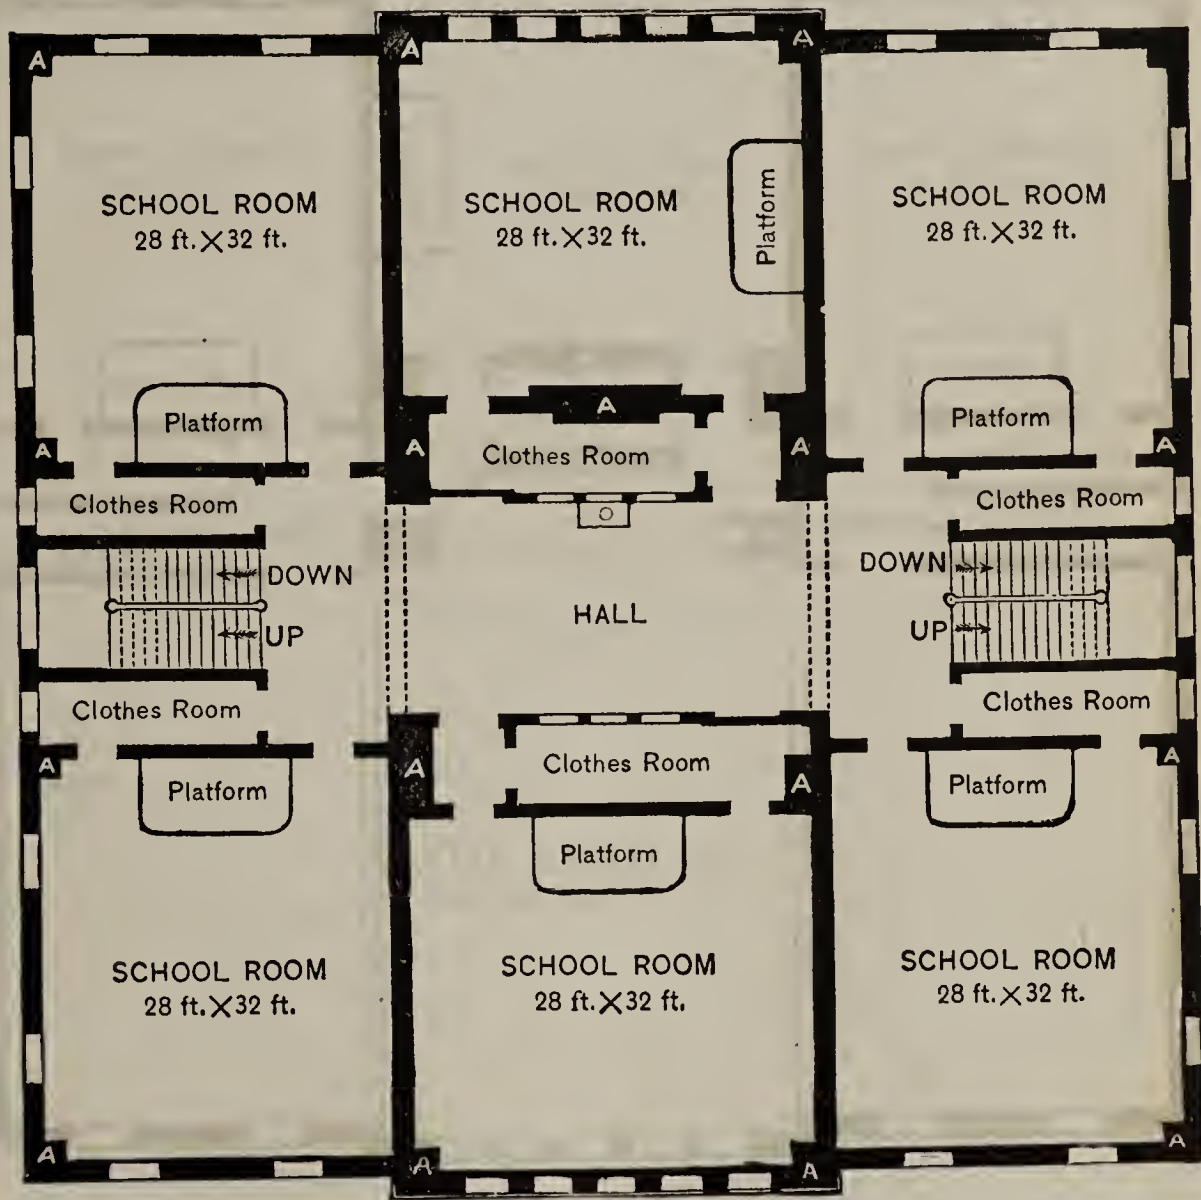 A
A
A
SCHOOL ROOM
28 ft.×32 ft.
SCHOOL ROOM
28 ft.×32 ft.
Platform
SCHOOL ROOM
28 ft.×32 ft.
Platform
A
Platform
A
A
Clothes Room
A
A
Clothes Room
Clothes Room
DOWN
UP
HALL
DOWN
UP
Clothes Room
Clothes Room
A
Platform
A
Clothes Room
A
Platform
A
Platform
SCHOOL ROOM
28 ft.×32 ft.
SCHOOL ROOM
28 ft.×32 ft.
SCHOOL ROOM
28 ft.×32 ft.
A
A
A
A